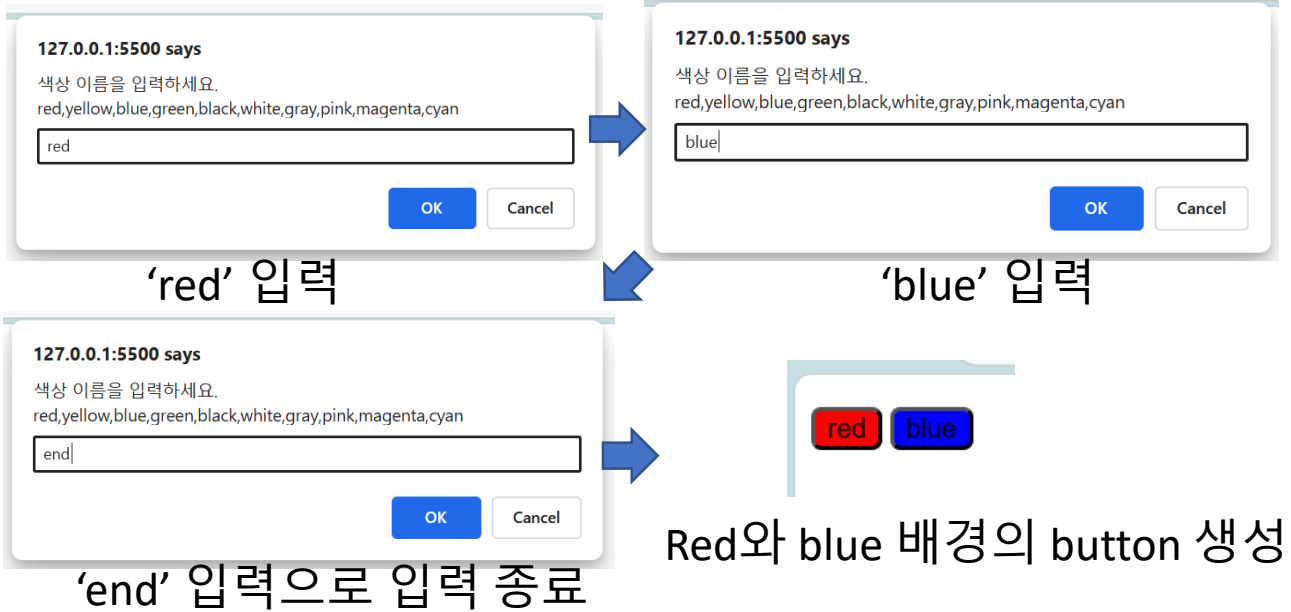 127.0.0.1:5500 says
색상 이름을 입력하세요.
red,yellow,blue,green,black,white,gray,pink,magenta,cyan
red
OK
Cancel
‘red’ 입력
127.0.0.1:5500 says
색상 이름을 입력하세요.
red,yellow,blue,green,black,white,gray,pink,magenta,cyan
blue
OK
Cancel
‘blue’ 입력
127.0.0.1:5500 says
색상 이름을 입력하세요.
red,yellow,blue,green,black,white,gray,pink,magenta,cyan
end
OK
Cancel
‘end’ 입력으로 입력 종료
red blue
Red와 blue 배경의 button 생성